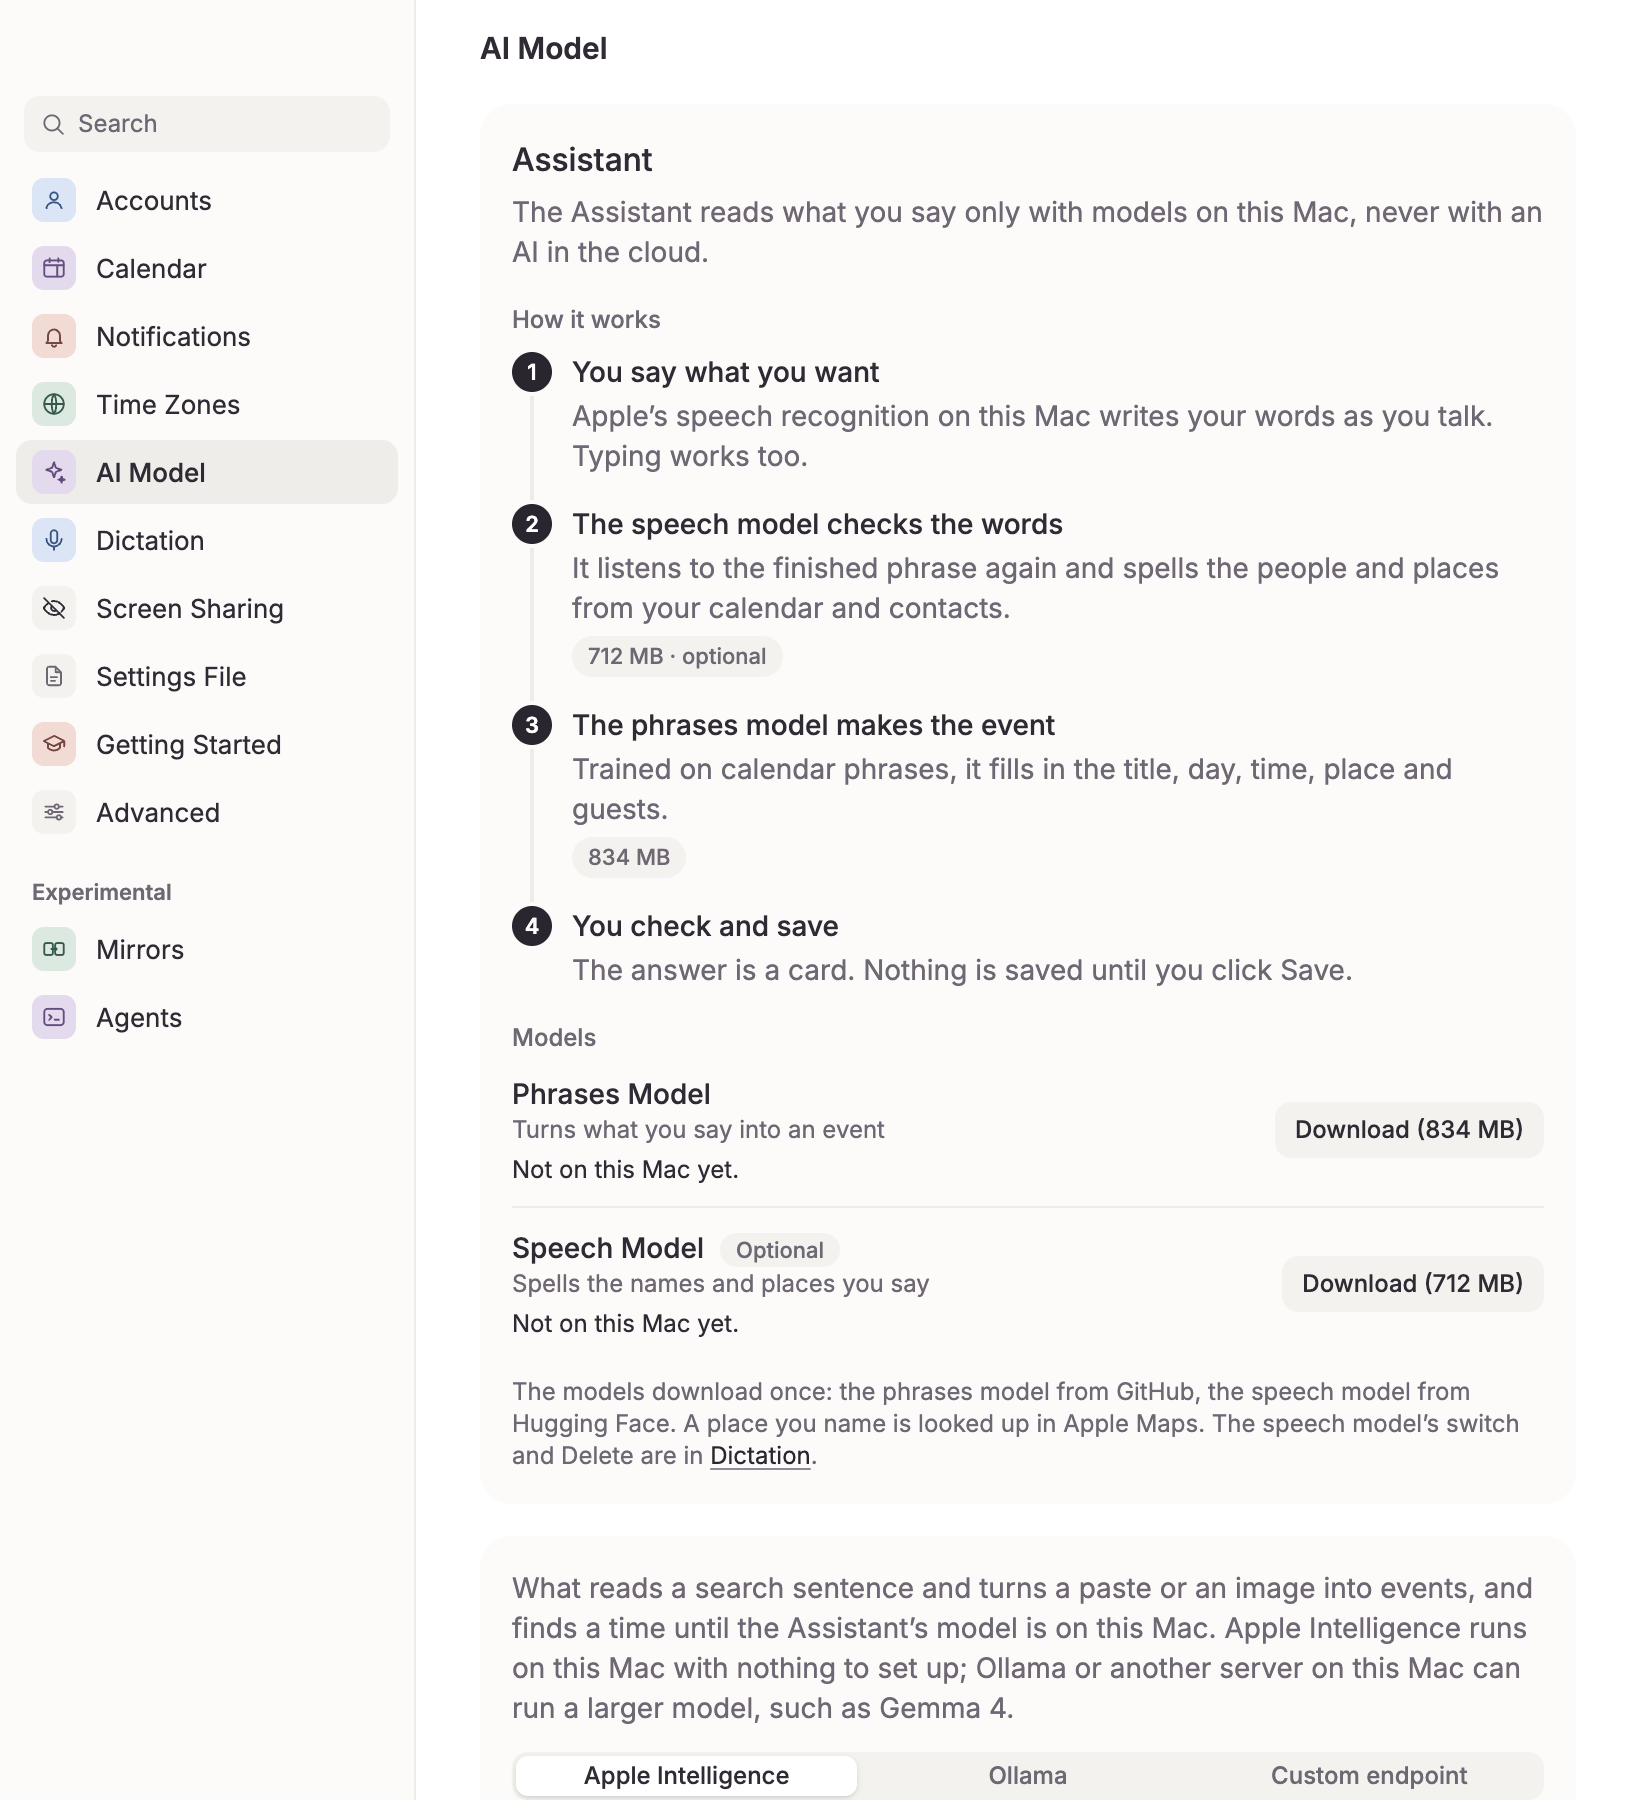 AI Model
Search
Accounts
Calendar
Notifications
Time Zones
AI Model
Dictation
Screen Sharing
Settings File
Getting Started
Advanced
Experimental
Mirrors
Agents
Assistant
The Assistant reads what you say only with models on this Mac, never with an
AI in the cloud.
How it works
1 You say what you want
Apple’s speech recognition on this Mac writes your words as you talk.
Typing works too.
2 The speech model checks the words
It listens to the finished phrase again and spells the people and places
from your calendar and contacts.
712 MB · optional
3 The phrases model makes the event
Trained on calendar phrases, it fills in the title, day, time, place and
guests.
834 MB
4 You check and save
The answer is a card. Nothing is saved until you click Save.
Models
Phrases Model
Turns what you say into an event
Not on this Mac yet.
Download (834 MB)
Speech Model Optional
Spells the names and places you say
Not on this Mac yet.
Download (712 MB)
The models download once: the phrases model from GitHub, the speech model from
Hugging Face. A place you name is looked up in Apple Maps. The speech model’s switch
and Delete are in Dictation.
What reads a search sentence and turns a paste or an image into events, and
finds a time until the Assistant’s model is on this Mac. Apple Intelligence runs
on this Mac with nothing to set up; Ollama or another server on this Mac can
run a larger model, such as Gemma 4.
Apple Intelligence Ollama Custom endpoint